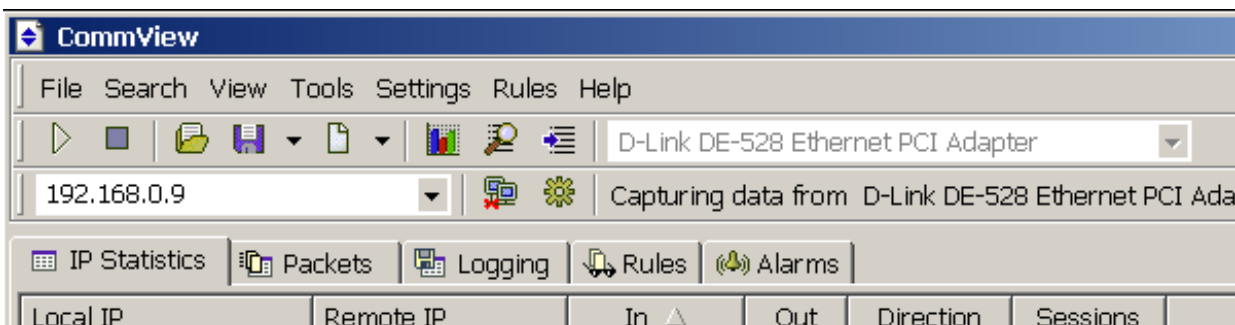 CommView
File Search View Tools Settings Rules Help
D-Link DE-528 Ethernet PCI Adapter
192.168.0.9 Capturing data from D-Link DE-528 Ethernet PCI Ada
IP Statistics Packets Logging Rules Alarms
Local IP Remote IP In Out Direction Sessions